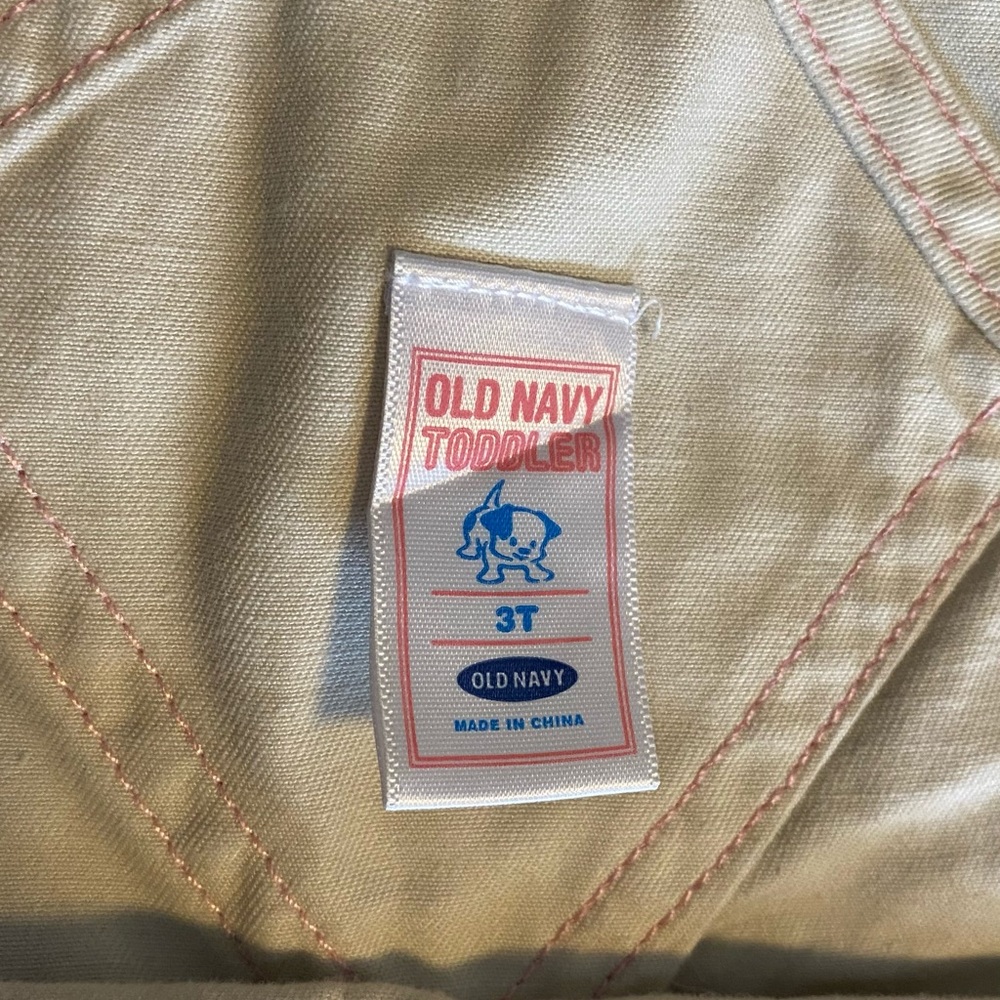 OLD NAVY
TODDLER
3T
OLD NAVY
MADE IN CHINA